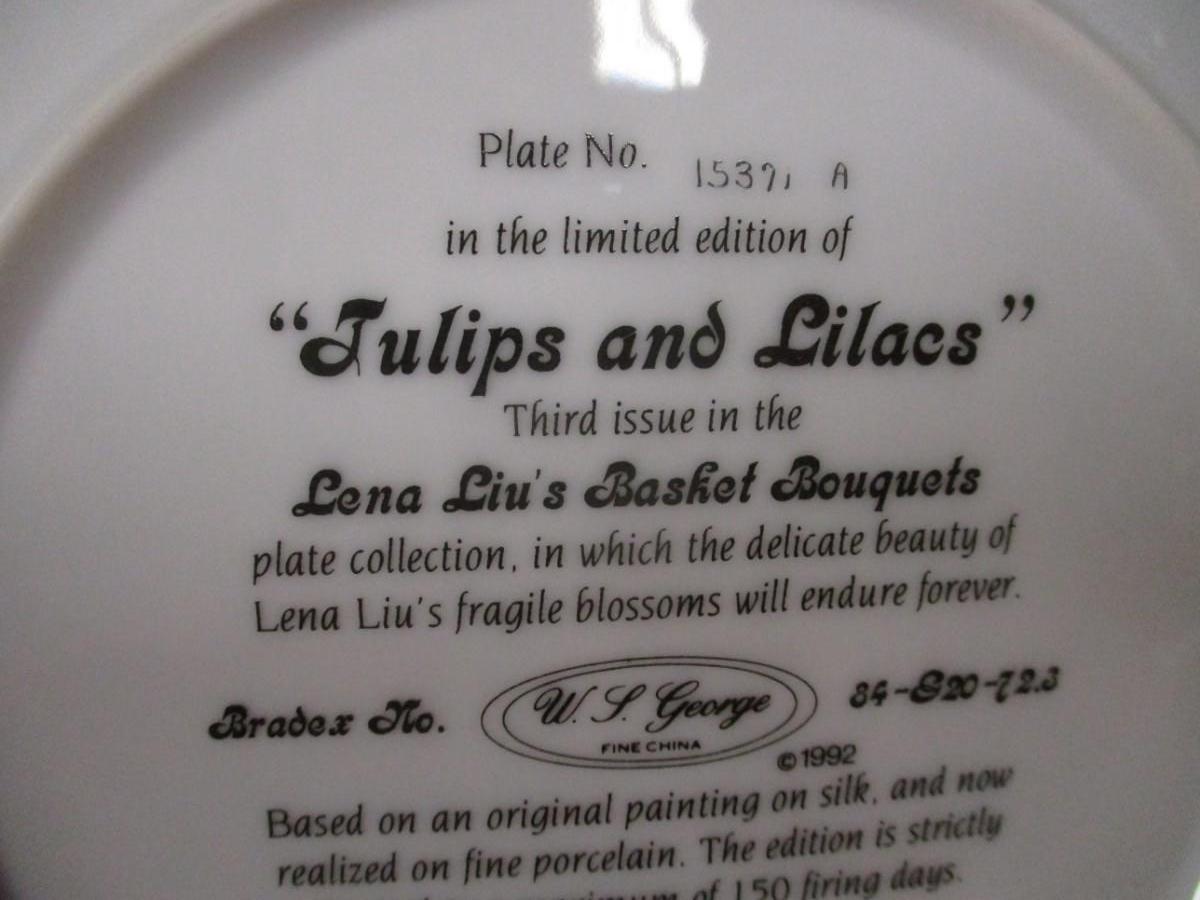 Plate No. 15371 A
in the limited edition of
“Tulips and Lilacs”
Third issue in the
Lena Liu's Basket Bouquets
plate collection, in which the delicate beauty of
Lena Liu's fragile blossoms will endure forever.
Bradex No. W. S. George 84-G20-72.3
FINE CHINA
©1992
Based on an original painting on silk, and now
realized on fine porcelain. The edition is strictly
of 150 firing days.